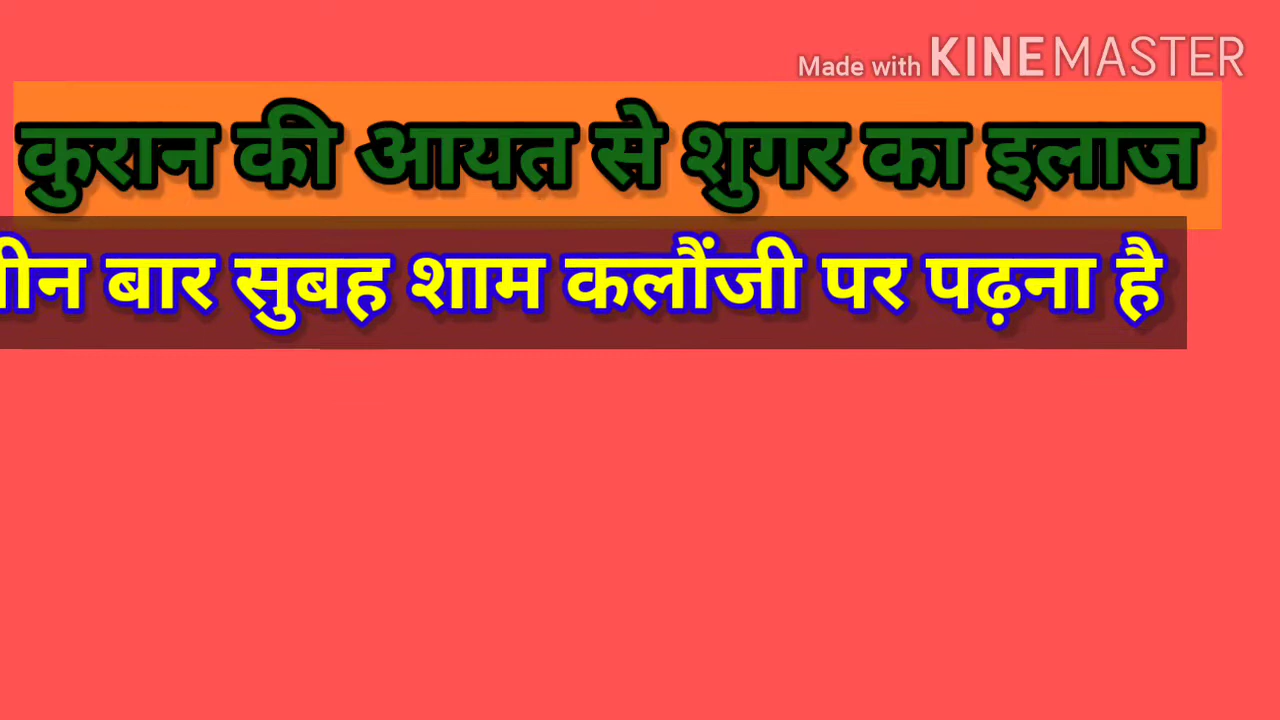 Made with KINEMASTER
कुरान की आयत से शुगर का इलाज
बार सुबह शाम कलौंजी पर पढ़ना है